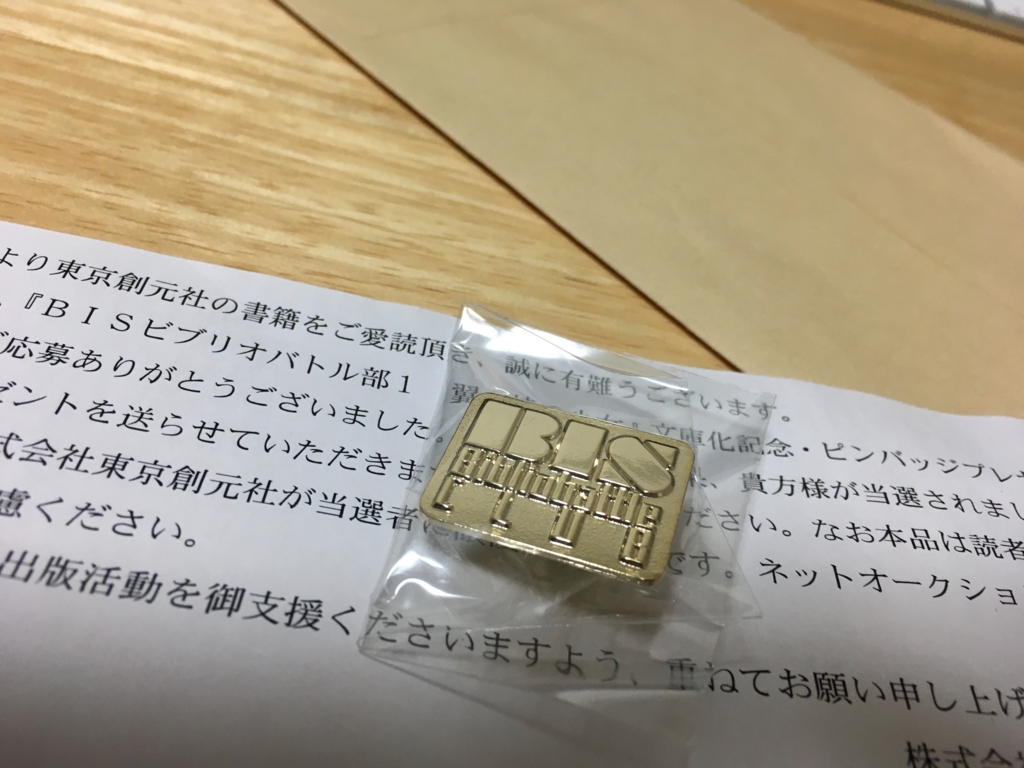 より東京創元社の書籍をご愛読頂き、誠に有難うございます。
『ＢＩＳビブリオバトル部１ 翼 文庫化記念・ピンバッジプレゼ
ご応募ありがとうございました。 貴方様が当選されまし
ゼントを送らせていただきま ださい。なお本品は読者
式会社東京創元社が当選者に です。ネットオークショ
慮ください。
出版活動を御支援くださいますよう、重ねてお願い申し上げ
株式会
BIS